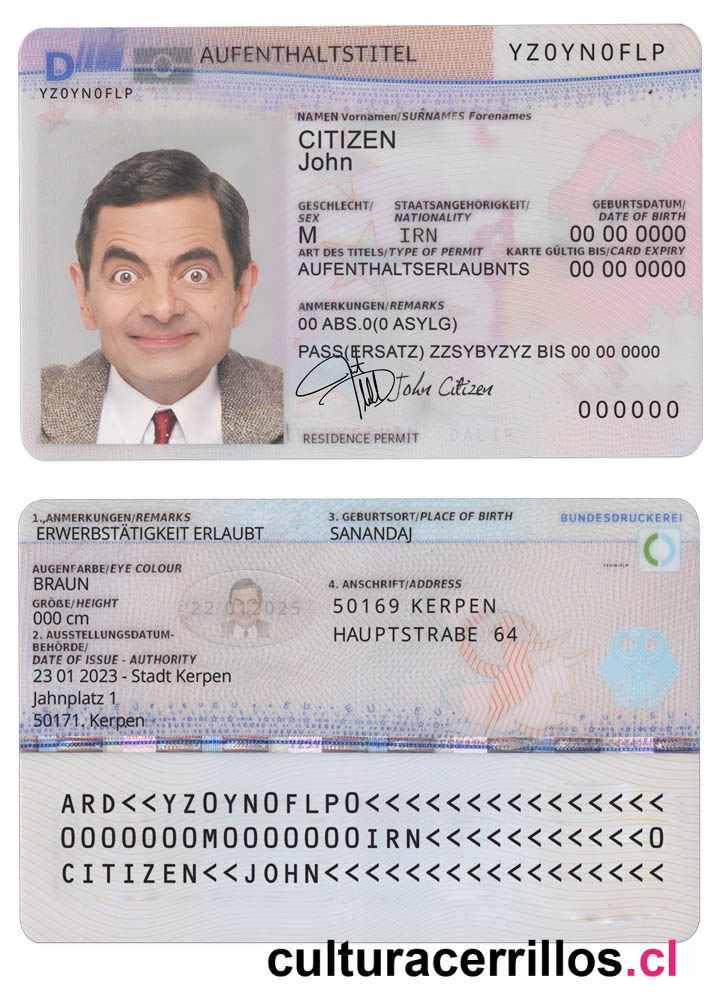 D
AUFENTHALTSTITEL
YZ0YN0FLP
YZ0YN0FLP
NAMEN Vornamen/SURNAMES Forenames
CITIZEN
John
GESCHLECHT/ STAATSANGEHÖRIGKEIT/ GEBURTSDATUM/
SEX NATIONALITY DATE OF BIRTH
M IRN 00 00 0000
ART DES TITELS/TYPE OF PERMIT KARTE GÜLTIG BIS/CARD EXPIRY
AUFENTHALTSERLAUBNTS 00 00 0000
ANMERKUNGEN/REMARKS
00 ABS.0(0 ASYLG)
PASS(ERSATZ) ZZSYBYZYZ BIS 00 00 0000
John Citizen
000000
RESIDENCE PERMIT
1.,ANMERKUNGEN/REMARKS 3. GEBURTSORT/PLACE OF BIRTH BUNDESDRUCKEREI
ERWERBSTÄTIGKEIT ERLAUBT SANANDAJ
AUGENFARBE/EYE COLOUR
BRAUN
4. ANSCHRIFT/ADDRESS
GRÖßE/HEIGHT
50169 KERPEN
000 cm
HAUPTSTRABE 64
2. AUSSTELLUNGSDATUM-
BEHÖRDE/
DATE OF ISSUE - AUTHORITY
23 01 2023 - Stadt Kerpen
Jahnplatz 1
50171, Kerpen
ARD<<YZ0YN0FLP0<<<<<<<<<<<<<<<
0000000M0000000IRN<<<<<<<<<<<0
CITIZEN<<JOHN<<<<<<<<<<<<<<<<<
culturacerrillos.cl